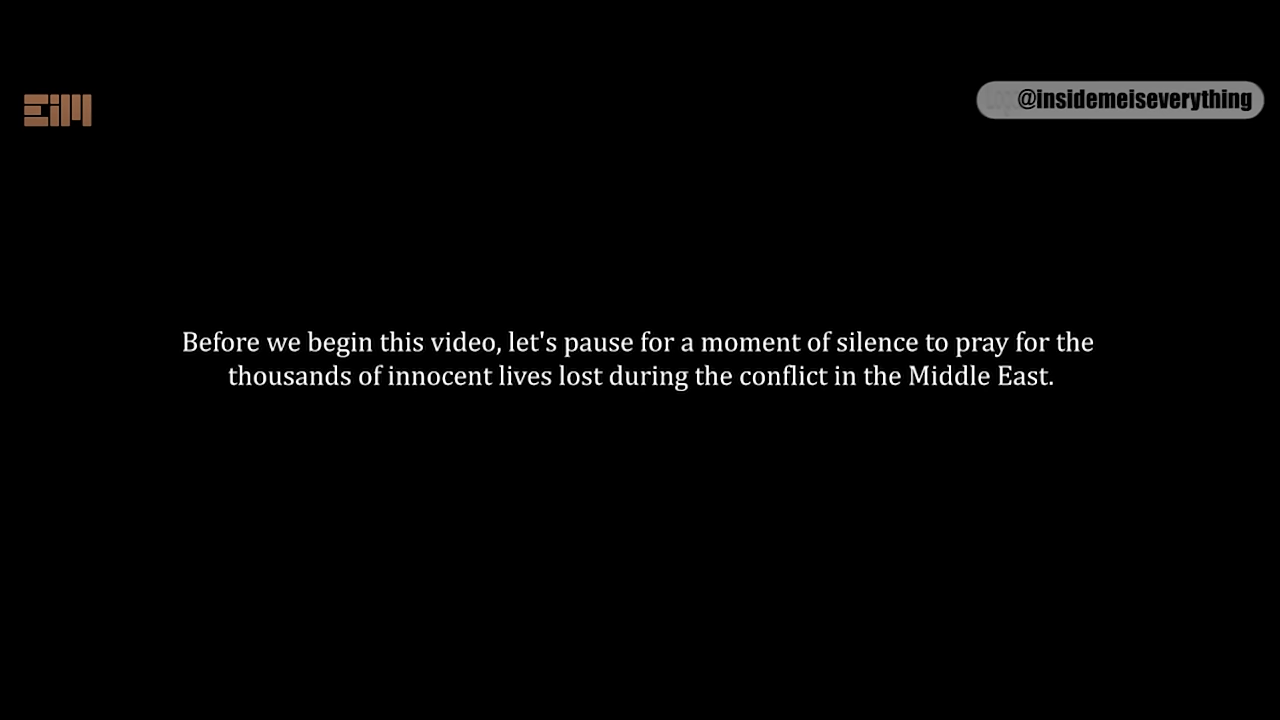 EiM
@insidemeiseverything
Before we begin this video, let's pause for a moment of silence to pray for the
thousands of innocent lives lost during the conflict in the Middle East.